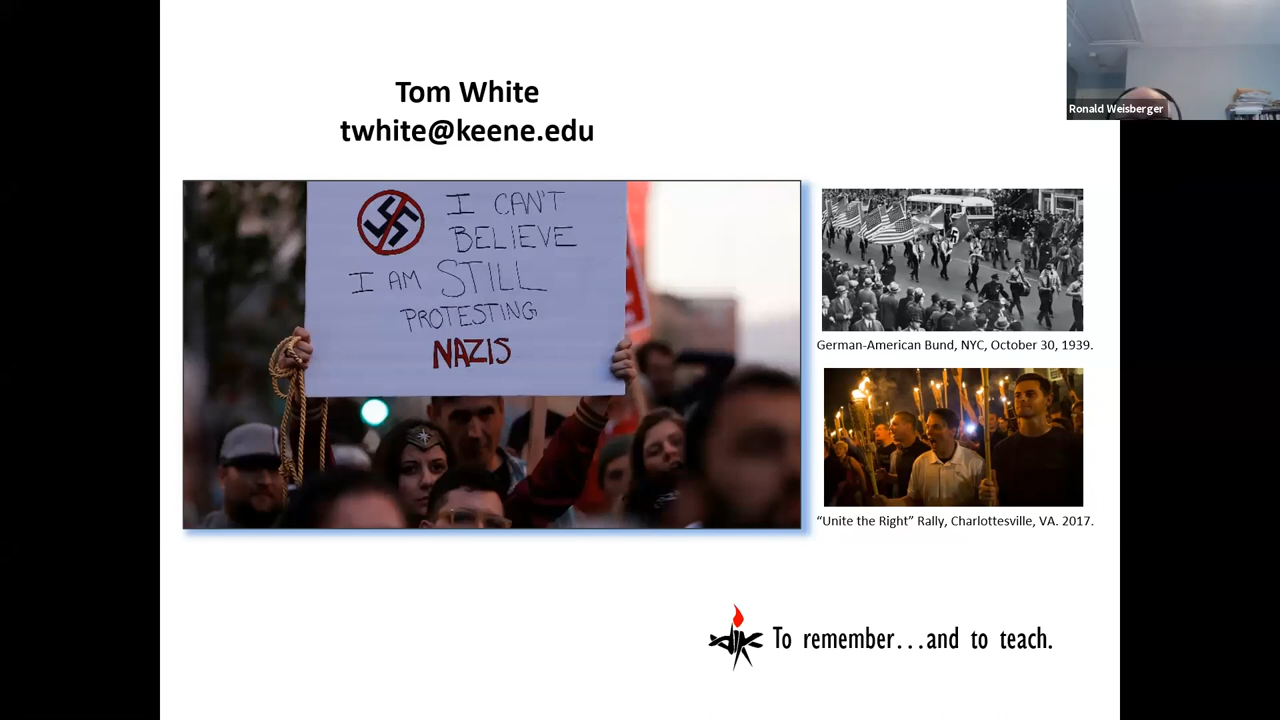 Tom White
twhite@keene.edu
Ronald Weisberger
I CAN'T
BELIEVE
I AM STILL
PROTESTING
NAZIS
German-American Bund, NYC, October 30, 1939.
“Unite the Right” Rally, Charlottesville, VA. 2017.
To remember...and to teach.